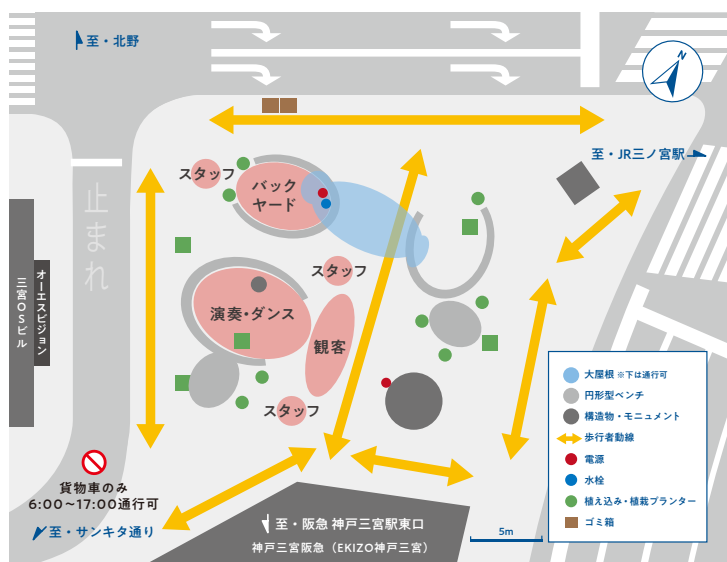 至・北野
N
至・JR三ノ宮駅
スタッフ
バック
ヤード
止まれ
三宮OSビル
オーエスビジョン
スタッフ
演奏・ダンス
観客
スタッフ
大屋根 ※下は通行可
円形型ベンチ
構造物・モニュメント
歩行者動線
電源
水栓
植え込み・植栽プランター
ゴミ箱
貨物車のみ
6:00〜17:00通行可
至・サンキタ通り
至・阪急 神戸三宮駅東口
神戸三宮阪急（EKIZO神戸三宮）
5m